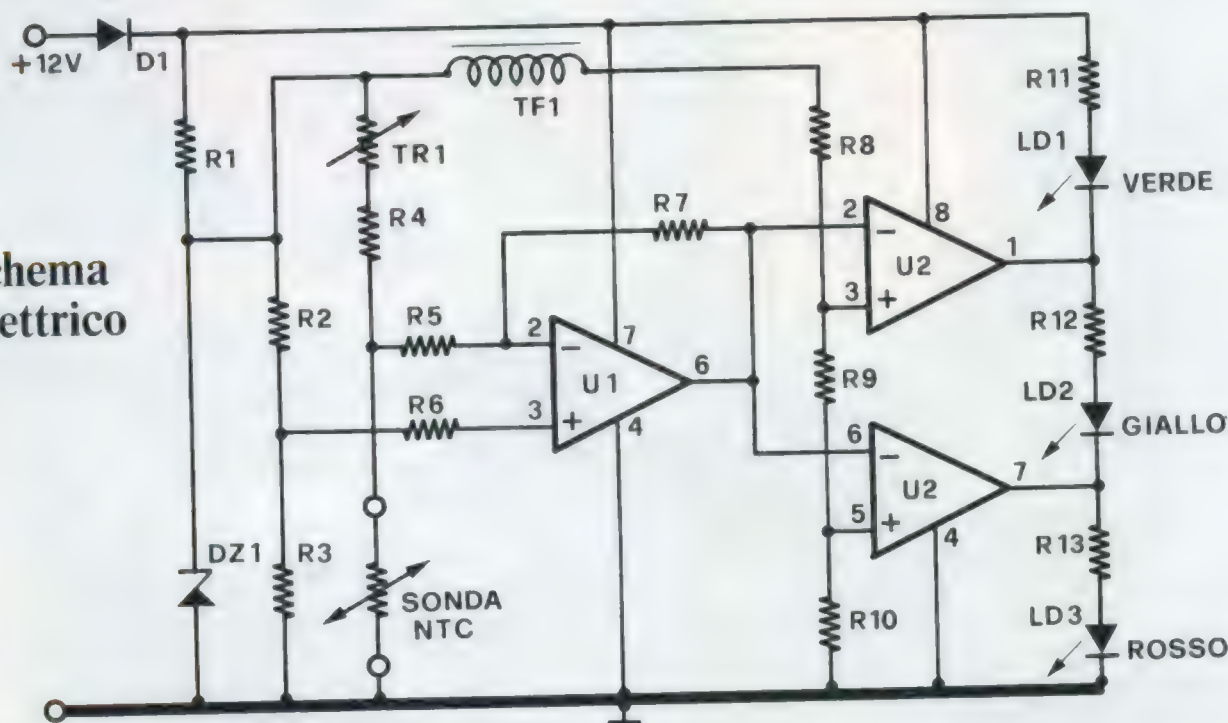 +12V
D1
R1
TF1
TR1
R4
R8
R11
LD1
VERDE
R7
2
8
U2
1
3
+
−
chema
ettrico
R2
R5
2
−
7
U1
6
R6
3
+
4
R9
R12
LD2
GIALLO
6
−
U2
7
5
+
4
DZ1
R3
SONDA
NTC
R10
R13
LD3
ROSSO